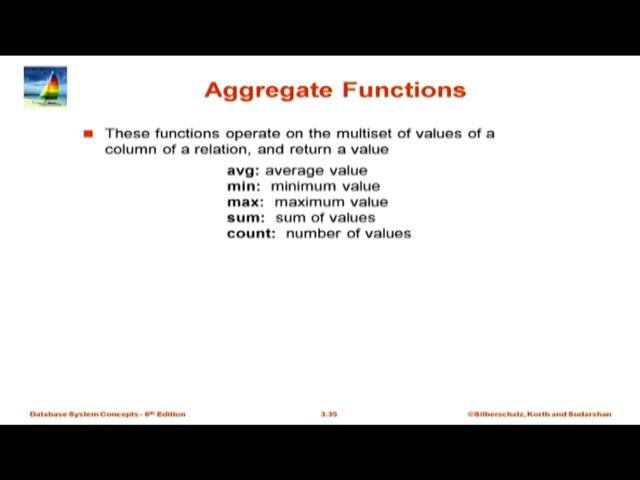 Aggregate Functions
These functions operate on the multiset of values of a
column of a relation, and return a value
avg: average value
min: minimum value
max: maximum value
sum: sum of values
count: number of values
Database System Concepts - 6th Edition
3.35
©Silberschatz, Korth and Sudarshan